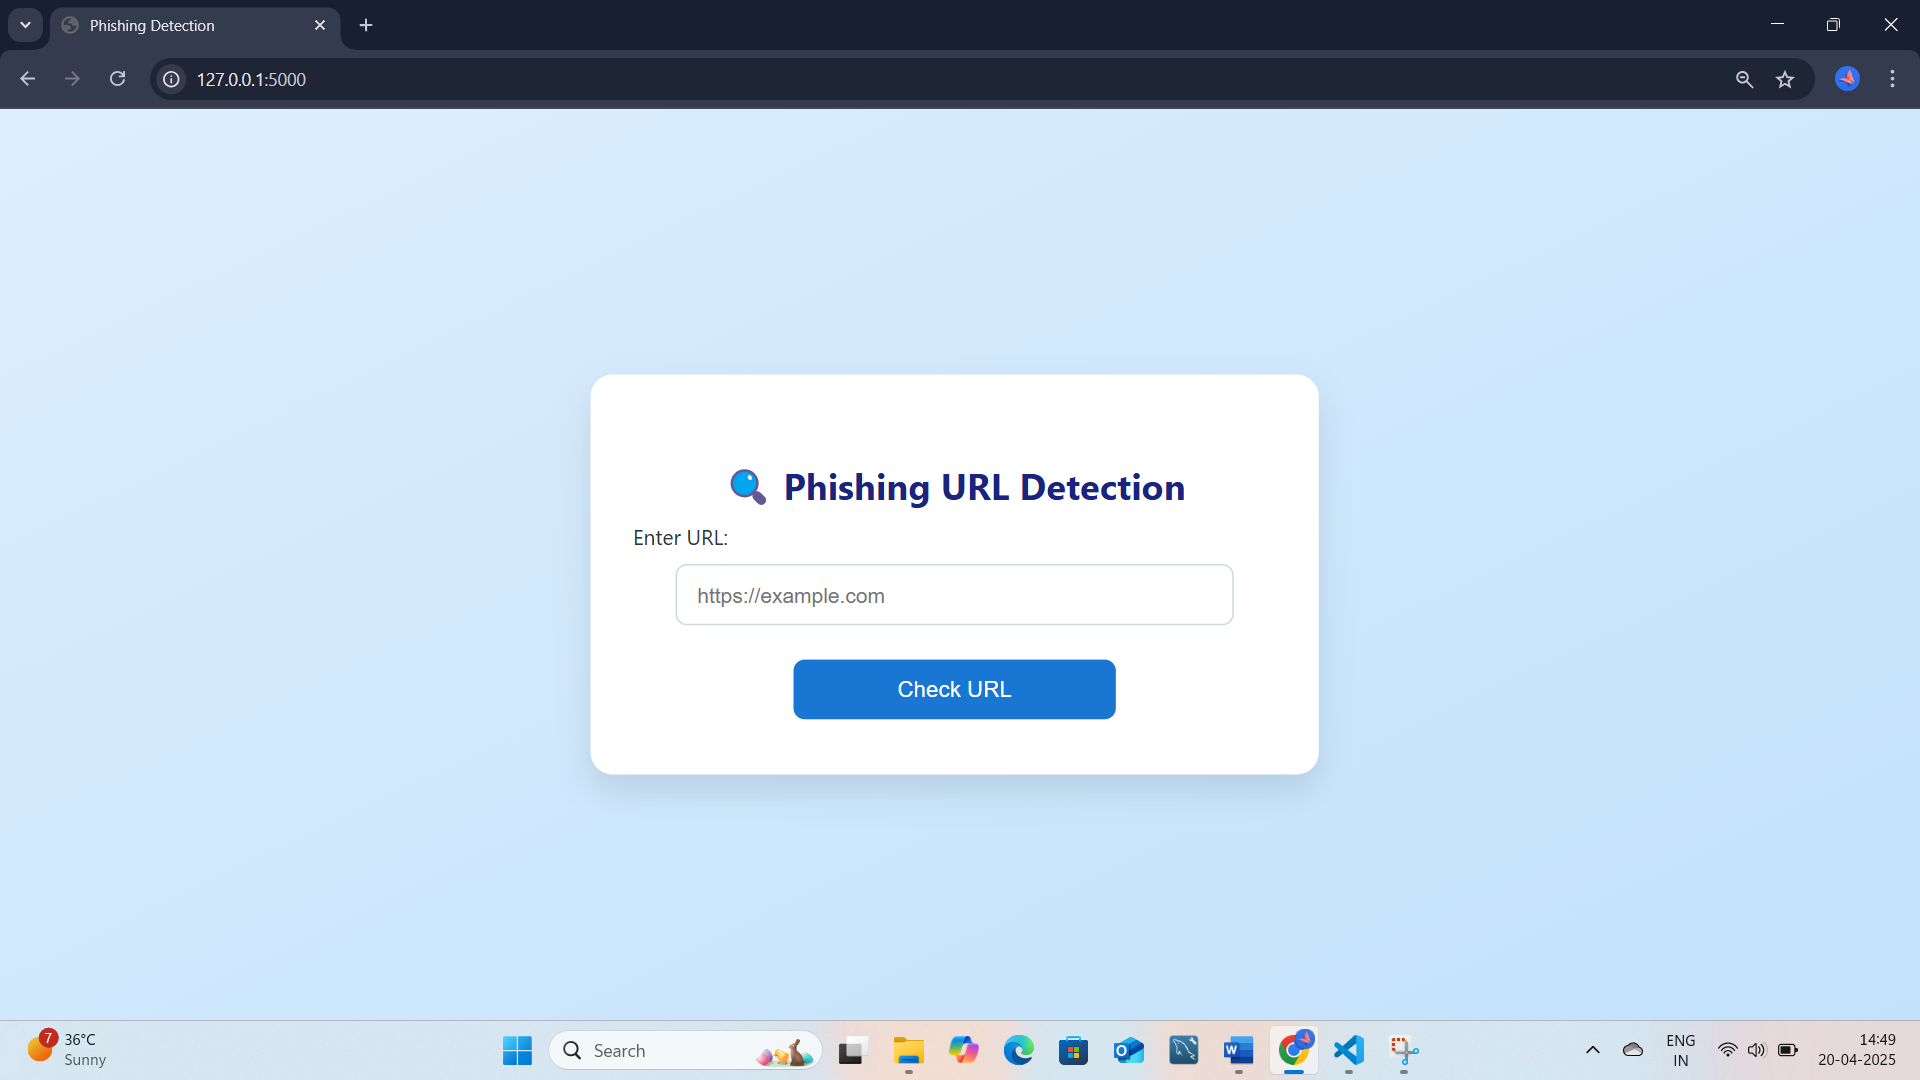 Phishing Detection
127.0.0.1:5000
Phishing URL Detection
Enter URL:
https://example.com
Check URL
7
36°C
Sunny
Search
ENG
IN
14:49
20-04-2025